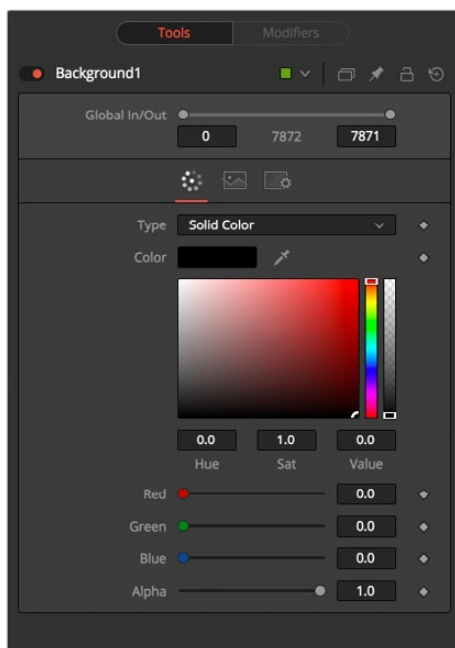 Tools Modifiers
Background1
Global In/Out
0 7872 7871
Type Solid Color
Color
0.0 1.0 0.0
Hue Sat Value
Red 0.0
Green 0.0
Blue 0.0
Alpha 1.0